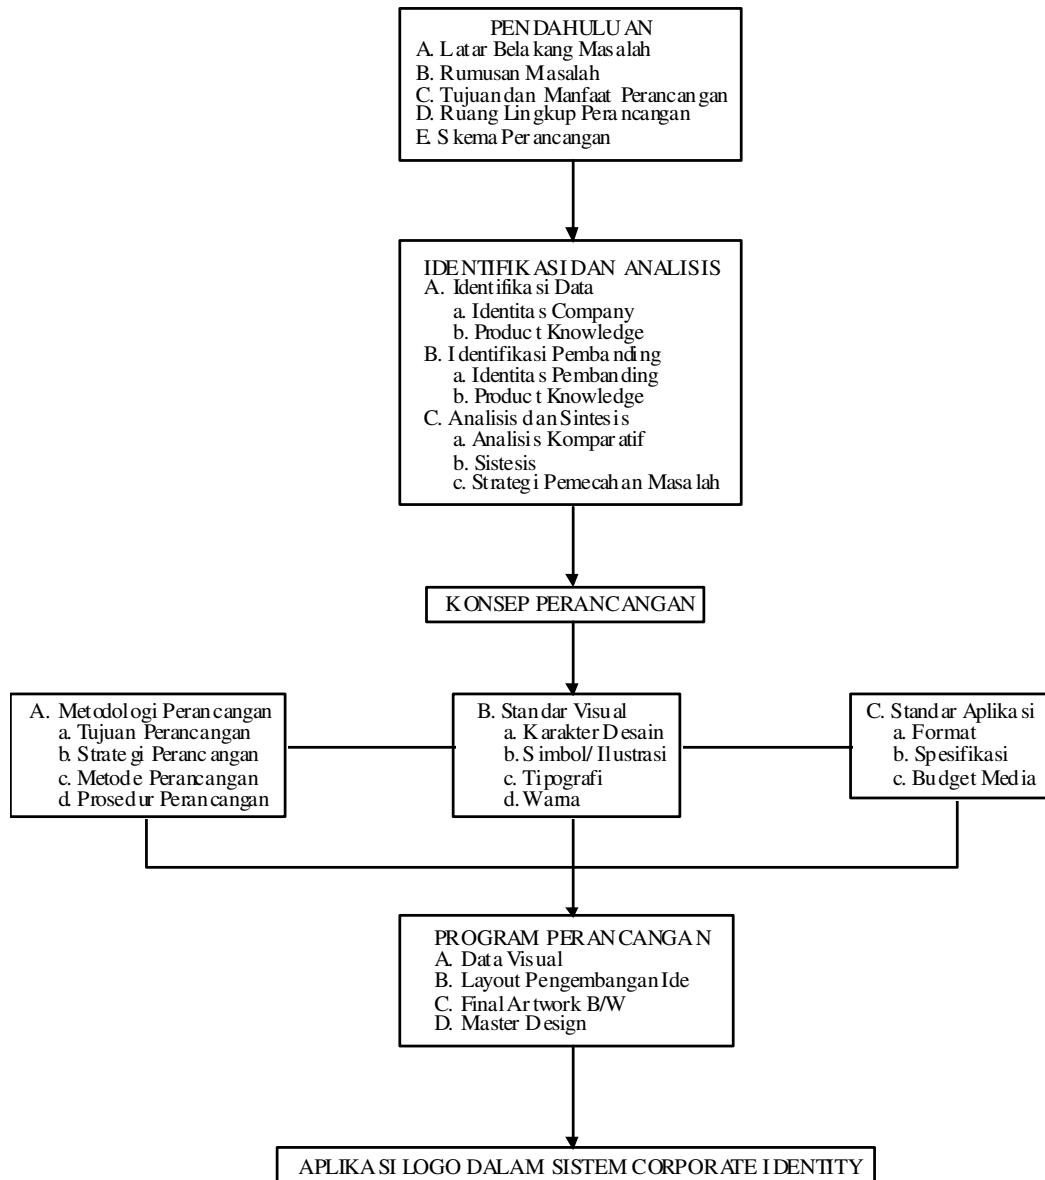 PENDAHULUAN
A. Latar Belakang Masalah
B. Rumusan Masalah
C. Tujuan dan Manfaat Perancangan
D. Ruang Lingkup Perancangan
E. Skema Perancangan
IDENTIFIKASI DAN ANALISIS
A. Identifikasi Data
a. Identitas Company
b. Product Knowledge
B. Identifikasi Pembanding
a. Identitas Pembanding
b. Product Knowledge
C. Analisis dan Sintesis
a. Analisis Komparatif
b. Sistesis
c. Strategi Pemecahan Masalah
KONSEP PERANCANGAN
A. Metodologi Perancangan
a. Tujuan Perancangan
b. Strategi Perancangan
c. Metode Perancangan
d. Prosedur Perancangan
B. Standar Visual
a. Karakter Desain
b. Simbol/ Ilustrasi
c. Tipografi
d. Warna
C. Standar Aplikasi
a. Format
b. Spesifikasi
c. Budget Media
PROGRAM PERANCANGAN
A. Data Visual
B. Layout Pengembangan Ide
C. Final Artwork B/W
D. Master Design
APLIKASI LOGO DALAM SISTEM CORPORATE IDENTITY